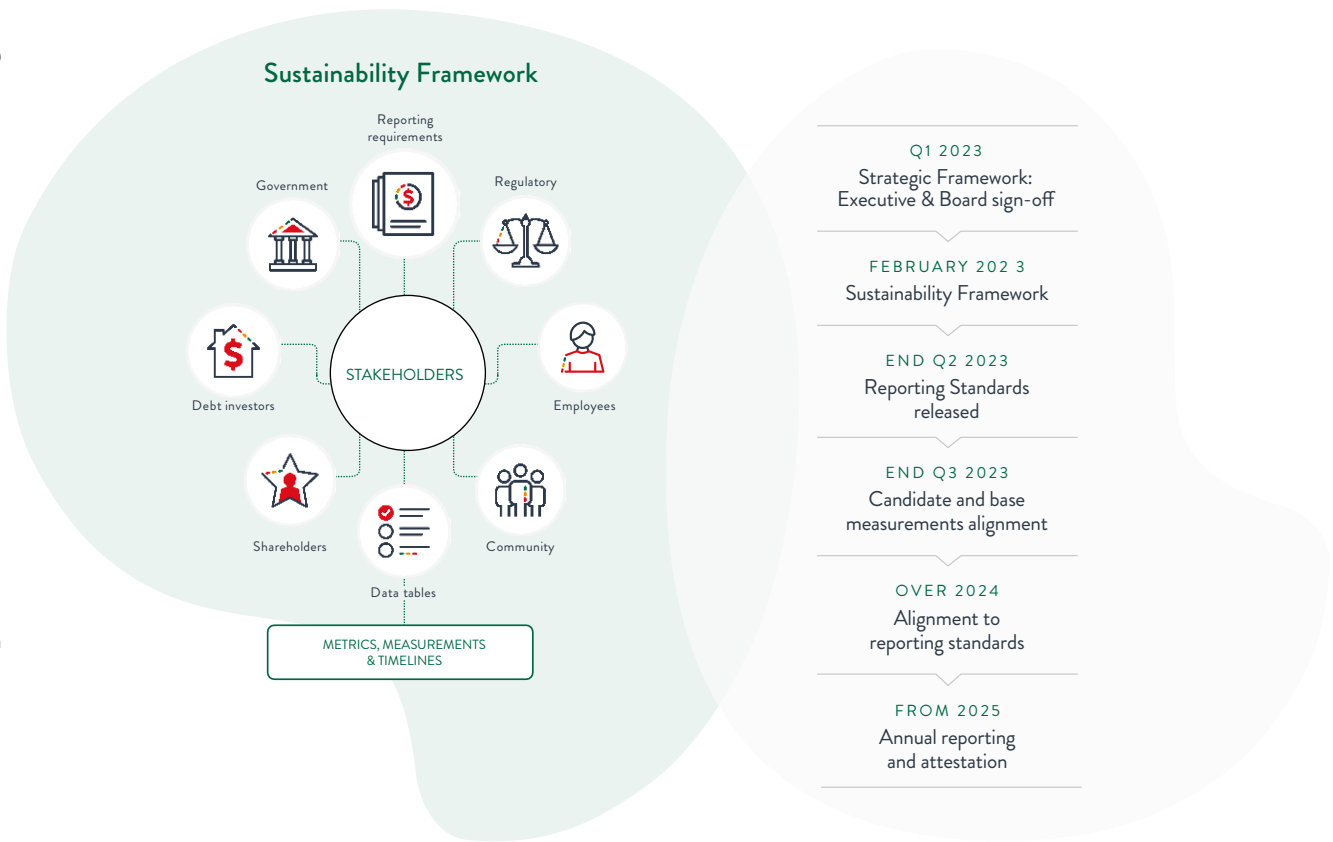 Sustainability Framework
Reporting
requirements
Government
Regulatory
STAKEHOLDERS
Debt investors
Employees
Shareholders
Community
Data tables
METRICS, MEASUREMENTS
& TIMELINES
Q1 2023
Strategic Framework:
Executive & Board sign-off
FEBRUARY 202 3
Sustainability Framework
END Q2 2023
Reporting Standards
released
END Q3 2023
Candidate and base
measurements alignment
OVER 2024
Alignment to
reporting standards
FROM 2025
Annual reporting
and attestation